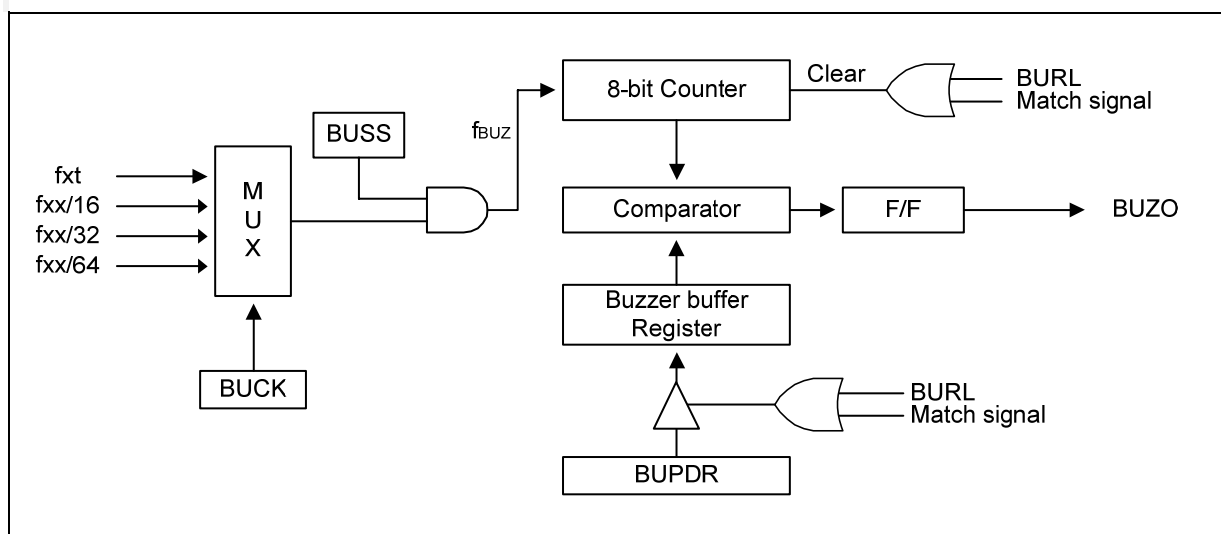 8-bit Counter
Clear
BURL
Match signal
BUSS
fBUZ
fxt
fxx/16
fxx/32
fxx/64
M
U
X
Comparator
F/F
BUZO
Buzzer buffer
Register
BUCK
BURL
Match signal
BUPDR